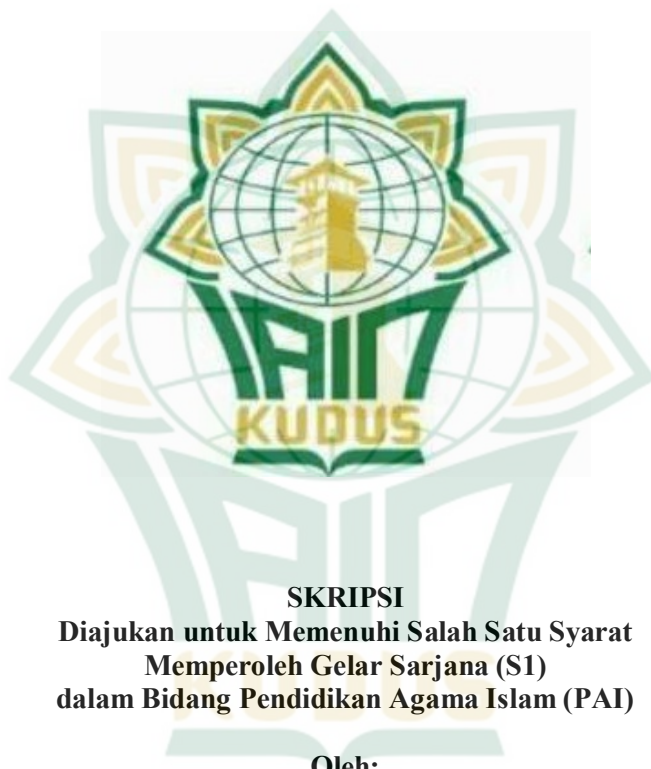 IAIN
KUDUS
SKRIPSI
Diajukan untuk Memenuhi Salah Satu Syarat
Memperoleh Gelar Sarjana (S1)
dalam Bidang Pendidikan Agama Islam (PAI)
Oleh: